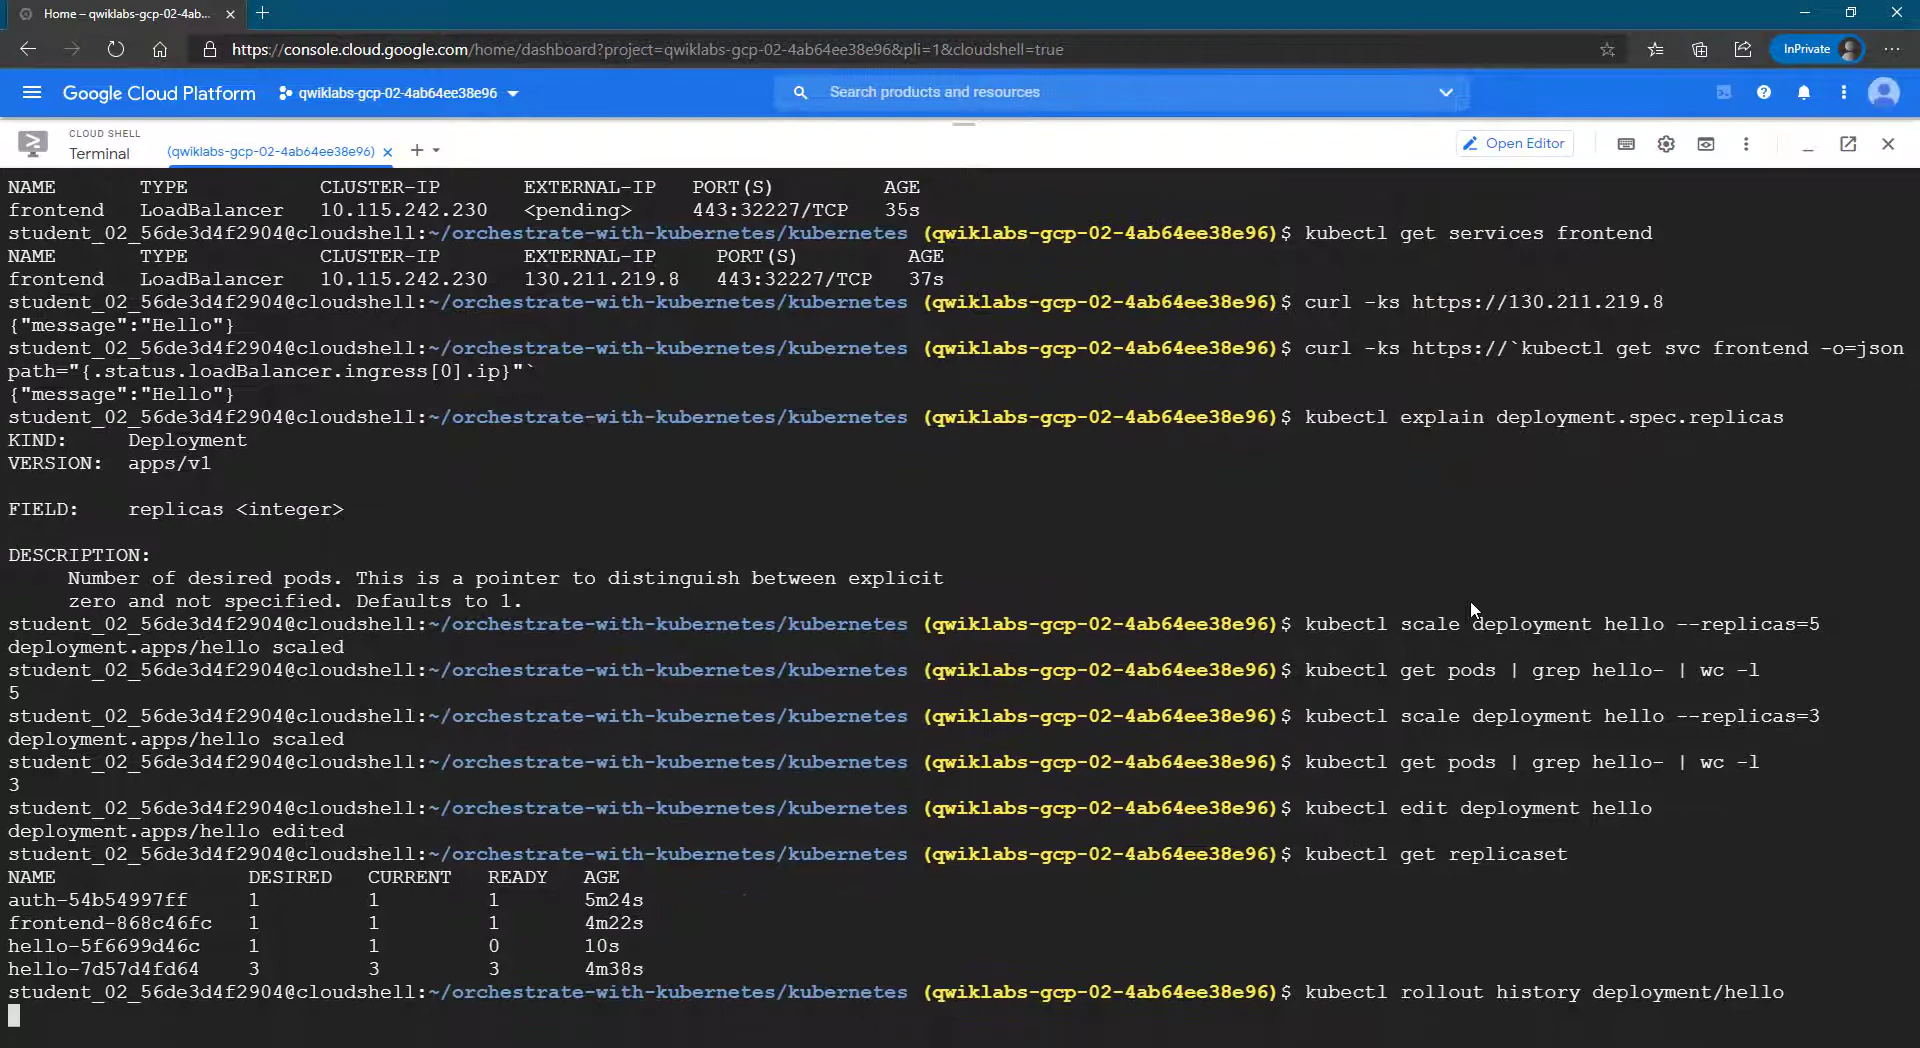 Home – qwiklabs-gcp-02-4ab...
https://console.cloud.google.com/home/dashboard?project=qwiklabs-gcp-02-4ab64ee38e96&pli=1&cloudshell=true
InPrivate
Google Cloud Platform
qwiklabs-gcp-02-4ab64ee38e96
Search products and resources
CLOUD SHELL
Terminal
(qwiklabs-gcp-02-4ab64ee38e96)
Open Editor
NAME TYPE CLUSTER-IP EXTERNAL-IP PORT(S) AGE
frontend LoadBalancer 10.115.242.230 <pending> 443:32227/TCP 35s
student_02_56de3d4f2904@cloudshell:~/orchestrate-with-kubernetes/kubernetes (qwiklabs-gcp-02-4ab64ee38e96)$ kubectl get services frontend
NAME TYPE CLUSTER-IP EXTERNAL-IP PORT(S) AGE
frontend LoadBalancer 10.115.242.230 130.211.219.8 443:32227/TCP 37s
student_02_56de3d4f2904@cloudshell:~/orchestrate-with-kubernetes/kubernetes (qwiklabs-gcp-02-4ab64ee38e96)$ curl -ks https://130.211.219.8
{"message":"Hello"}
student_02_56de3d4f2904@cloudshell:~/orchestrate-with-kubernetes/kubernetes (qwiklabs-gcp-02-4ab64ee38e96)$ curl -ks https://`kubectl get svc frontend -o=json
path="{.status.loadBalancer.ingress[0].ip}"`
{"message":"Hello"}
student_02_56de3d4f2904@cloudshell:~/orchestrate-with-kubernetes/kubernetes (qwiklabs-gcp-02-4ab64ee38e96)$ kubectl explain deployment.spec.replicas
KIND: Deployment
VERSION: apps/v1
FIELD: replicas <integer>
DESCRIPTION:
Number of desired pods. This is a pointer to distinguish between explicit
zero and not specified. Defaults to 1.
student_02_56de3d4f2904@cloudshell:~/orchestrate-with-kubernetes/kubernetes (qwiklabs-gcp-02-4ab64ee38e96)$ kubectl scale deployment hello --replicas=5
deployment.apps/hello scaled
student_02_56de3d4f2904@cloudshell:~/orchestrate-with-kubernetes/kubernetes (qwiklabs-gcp-02-4ab64ee38e96)$ kubectl get pods | grep hello- | wc -l
5
student_02_56de3d4f2904@cloudshell:~/orchestrate-with-kubernetes/kubernetes (qwiklabs-gcp-02-4ab64ee38e96)$ kubectl scale deployment hello --replicas=3
deployment.apps/hello scaled
student_02_56de3d4f2904@cloudshell:~/orchestrate-with-kubernetes/kubernetes (qwiklabs-gcp-02-4ab64ee38e96)$ kubectl get pods | grep hello- | wc -l
3
student_02_56de3d4f2904@cloudshell:~/orchestrate-with-kubernetes/kubernetes (qwiklabs-gcp-02-4ab64ee38e96)$ kubectl edit deployment hello
deployment.apps/hello edited
student_02_56de3d4f2904@cloudshell:~/orchestrate-with-kubernetes/kubernetes (qwiklabs-gcp-02-4ab64ee38e96)$ kubectl get replicaset
NAME DESIRED CURRENT READY AGE
auth-54b54997ff 1 1 1 5m24s
frontend-868c46fc 1 1 1 4m22s
hello-5f6699d46c 1 1 0 10s
hello-7d57d4fd64 3 3 3 4m38s
student_02_56de3d4f2904@cloudshell:~/orchestrate-with-kubernetes/kubernetes (qwiklabs-gcp-02-4ab64ee38e96)$ kubectl rollout history deployment/hello